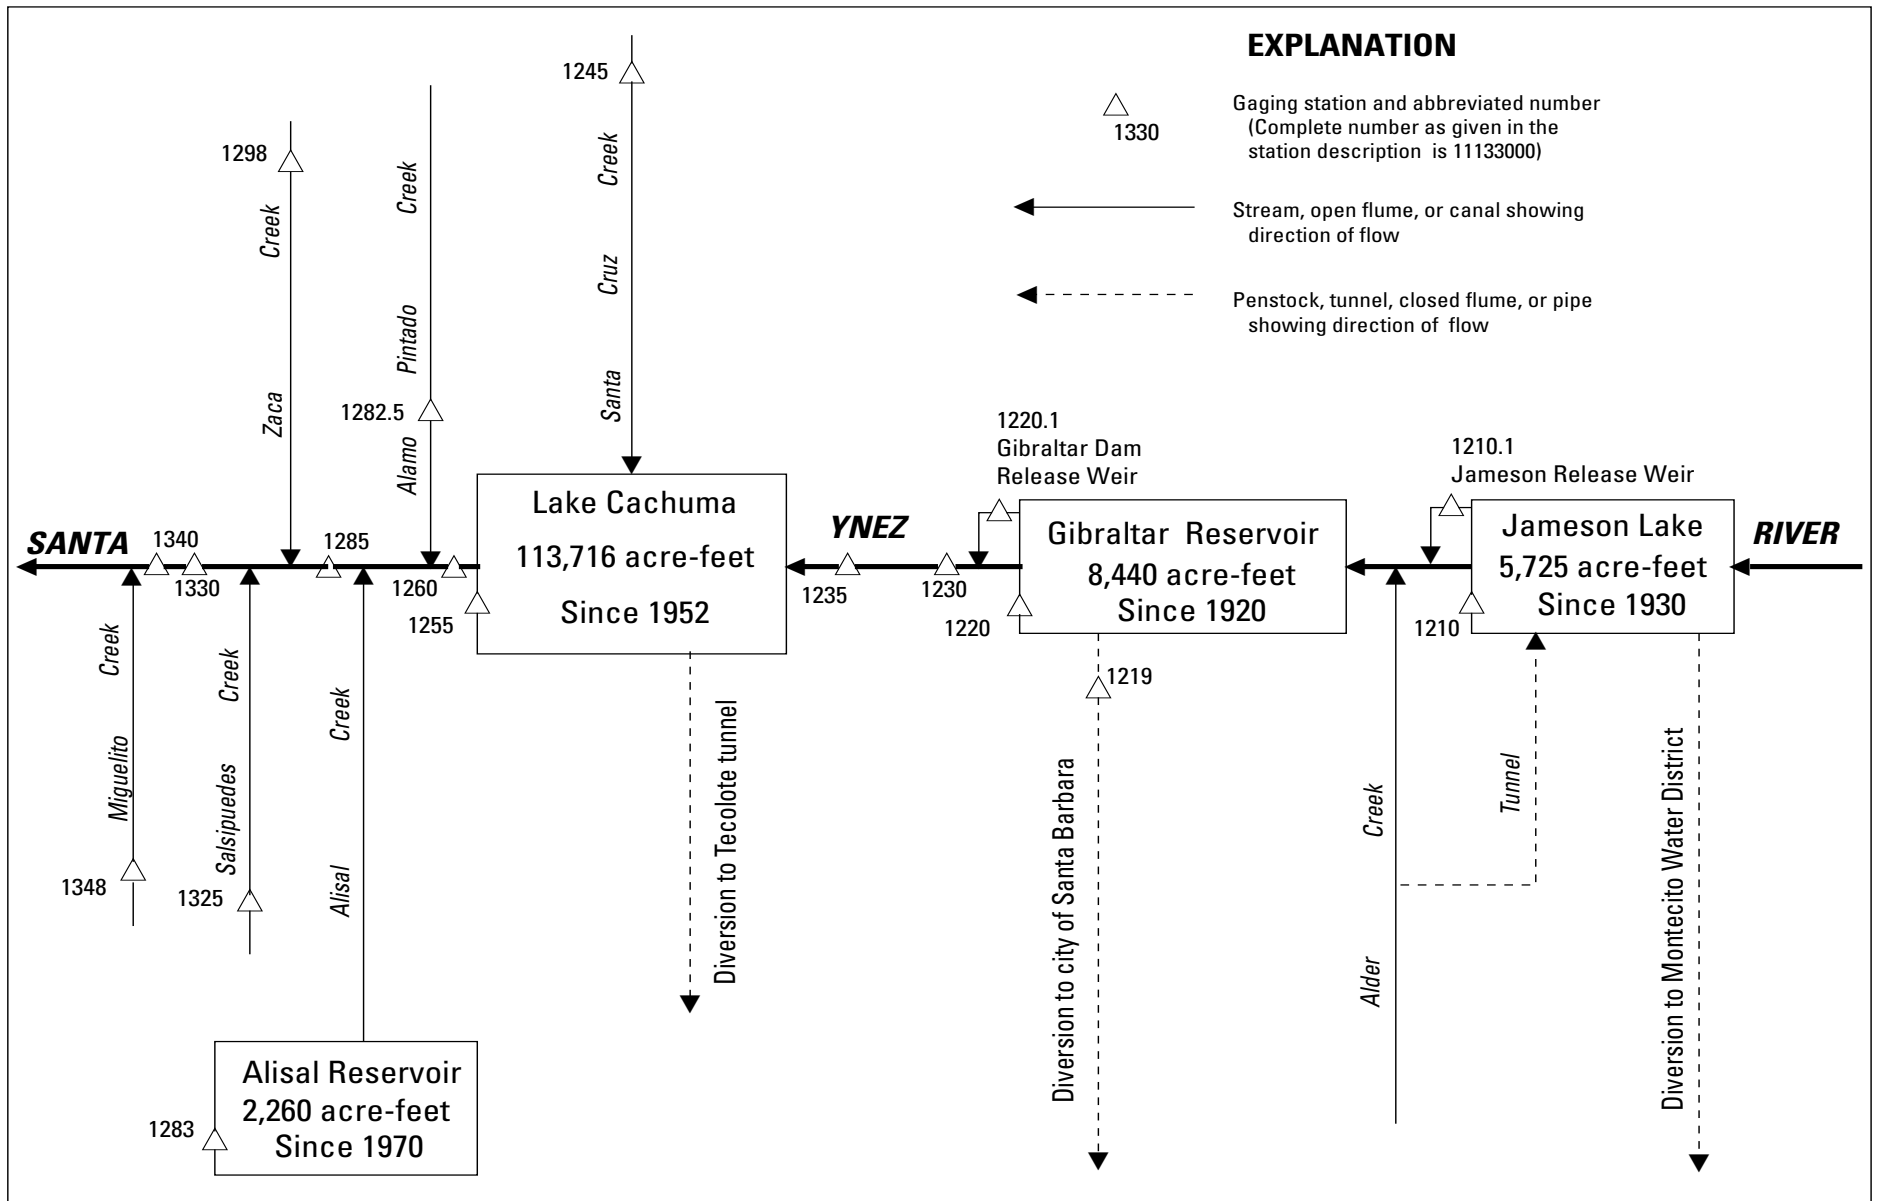 EXPLANATION
Gaging station and abbreviated number
(Complete number as given in the
station description is 11133000)
1330
Stream, open flume, or canal showing
direction of flow
Penstock, tunnel, closed flume, or pipe
showing direction of flow
1245
1298
Zaca Creek
1282.5
Alamo Pintado Creek
Santa Cruz Creek
1220.1
Gibraltar Dam
Release Weir
1210.1
Jameson Release Weir
SANTA
YNEZ
RIVER
1340
1330
1285
1260
1255
Lake Cachuma
113,716 acre-feet
Since 1952
1235
1230
1220
Gibraltar Reservoir
8,440 acre-feet
Since 1920
1210
Jameson Lake
5,725 acre-feet
Since 1930
1219
Miguelito Creek
1348
Salsipuedes Creek
1325
Alisal Creek
Diversion to Tecolote tunnel
Diversion to city of Santa Barbara
Alder Creek
Tunnel
Diversion to Montecito Water District
Alisal Reservoir
2,260 acre-feet
Since 1970
1283